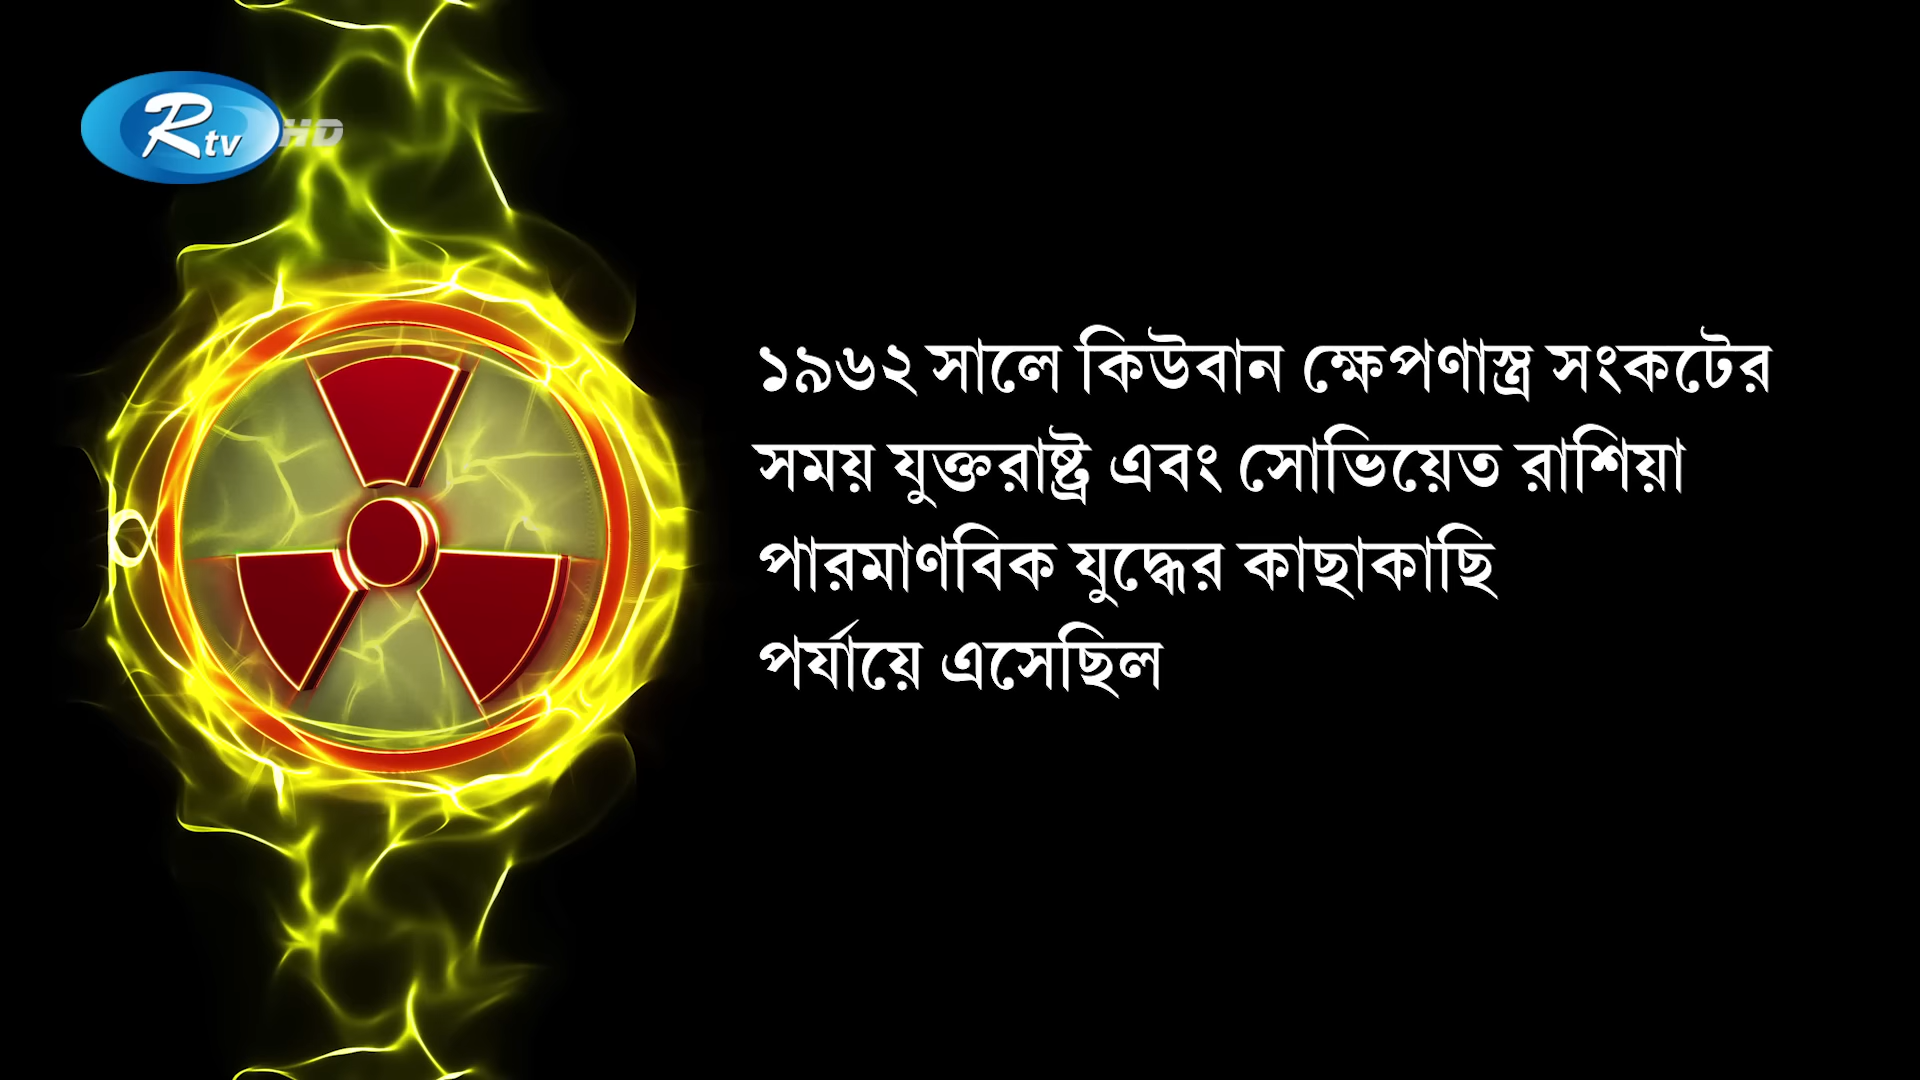 Rtv HD
১৯৬২ সালে কিউবান ক্ষেপণাস্ত্র সংকটের
সময় যুক্তরাষ্ট্র এবং সোভিয়েত রাশিয়া
পারমাণবিক যুদ্ধের কাছাকাছি
পর্যায়ে এসেছিল